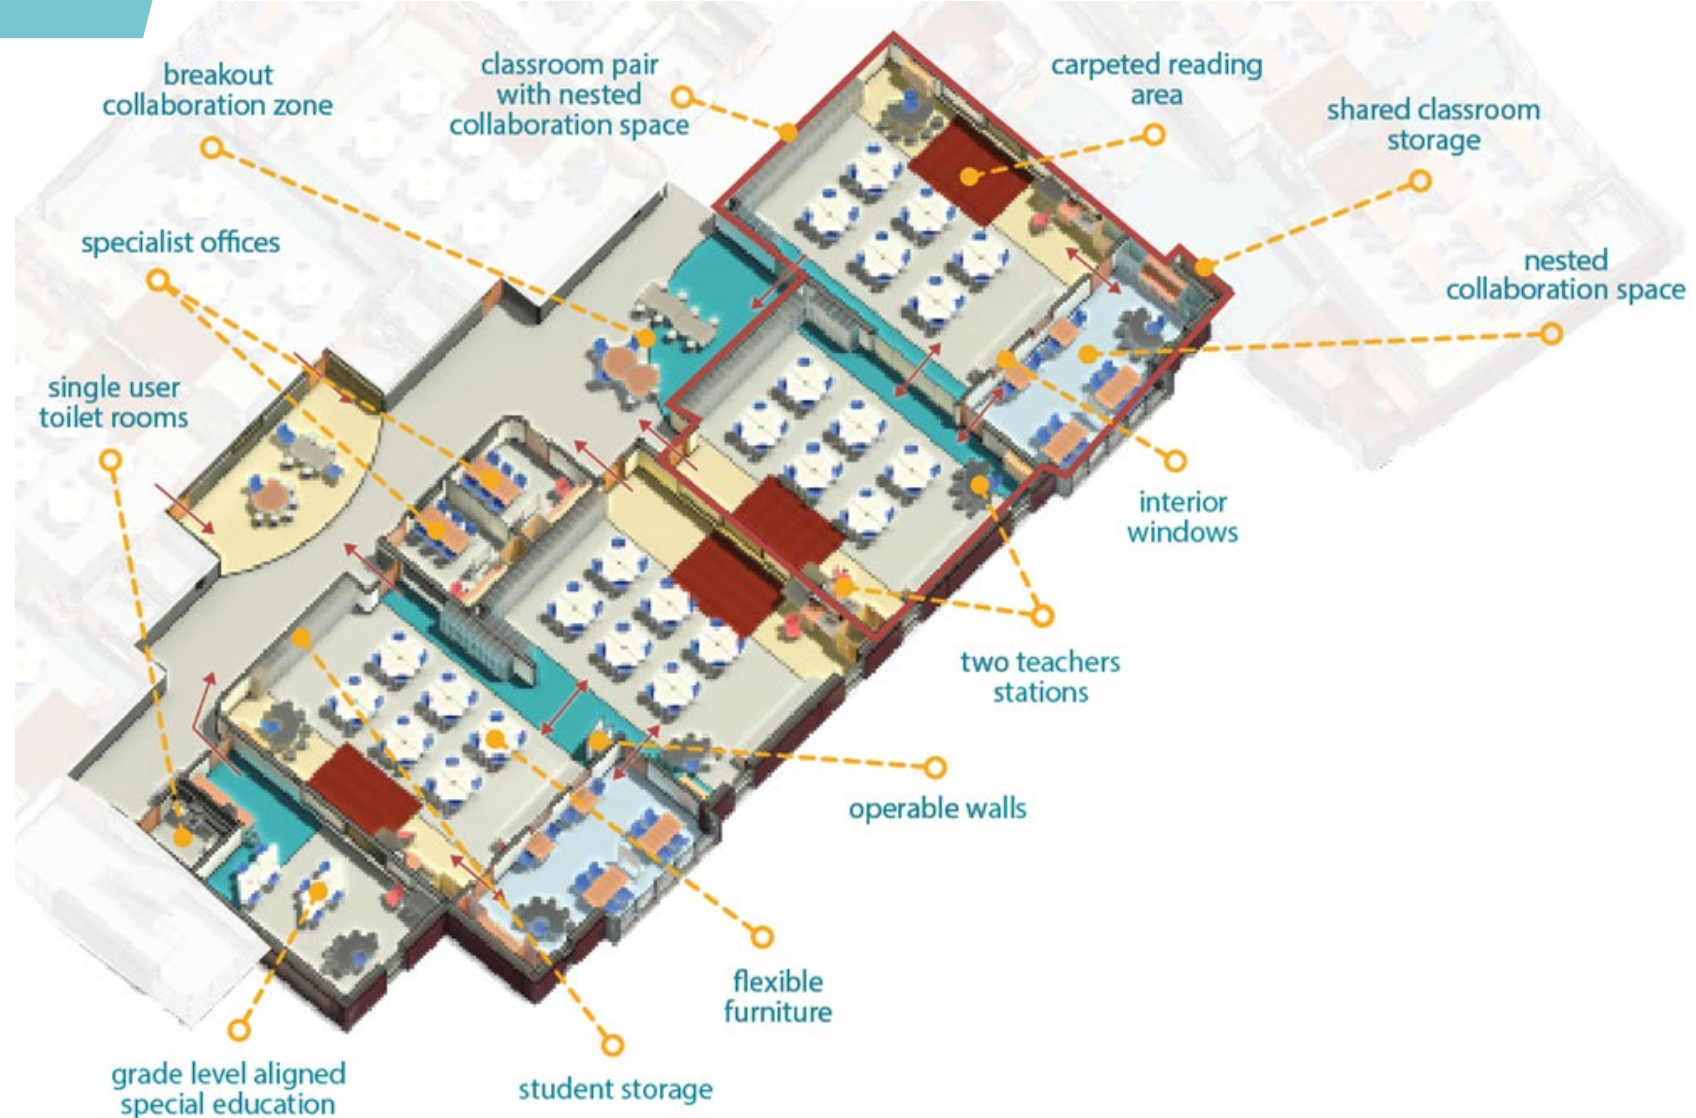 breakout
collaboration zone
classroom pair
with nested
collaboration space
carpeted reading
area
shared classroom
storage
specialist offices
nested
collaboration space
single user
toilet rooms
interior
windows
two teachers
stations
operable walls
flexible
furniture
student storage
grade level aligned
special education